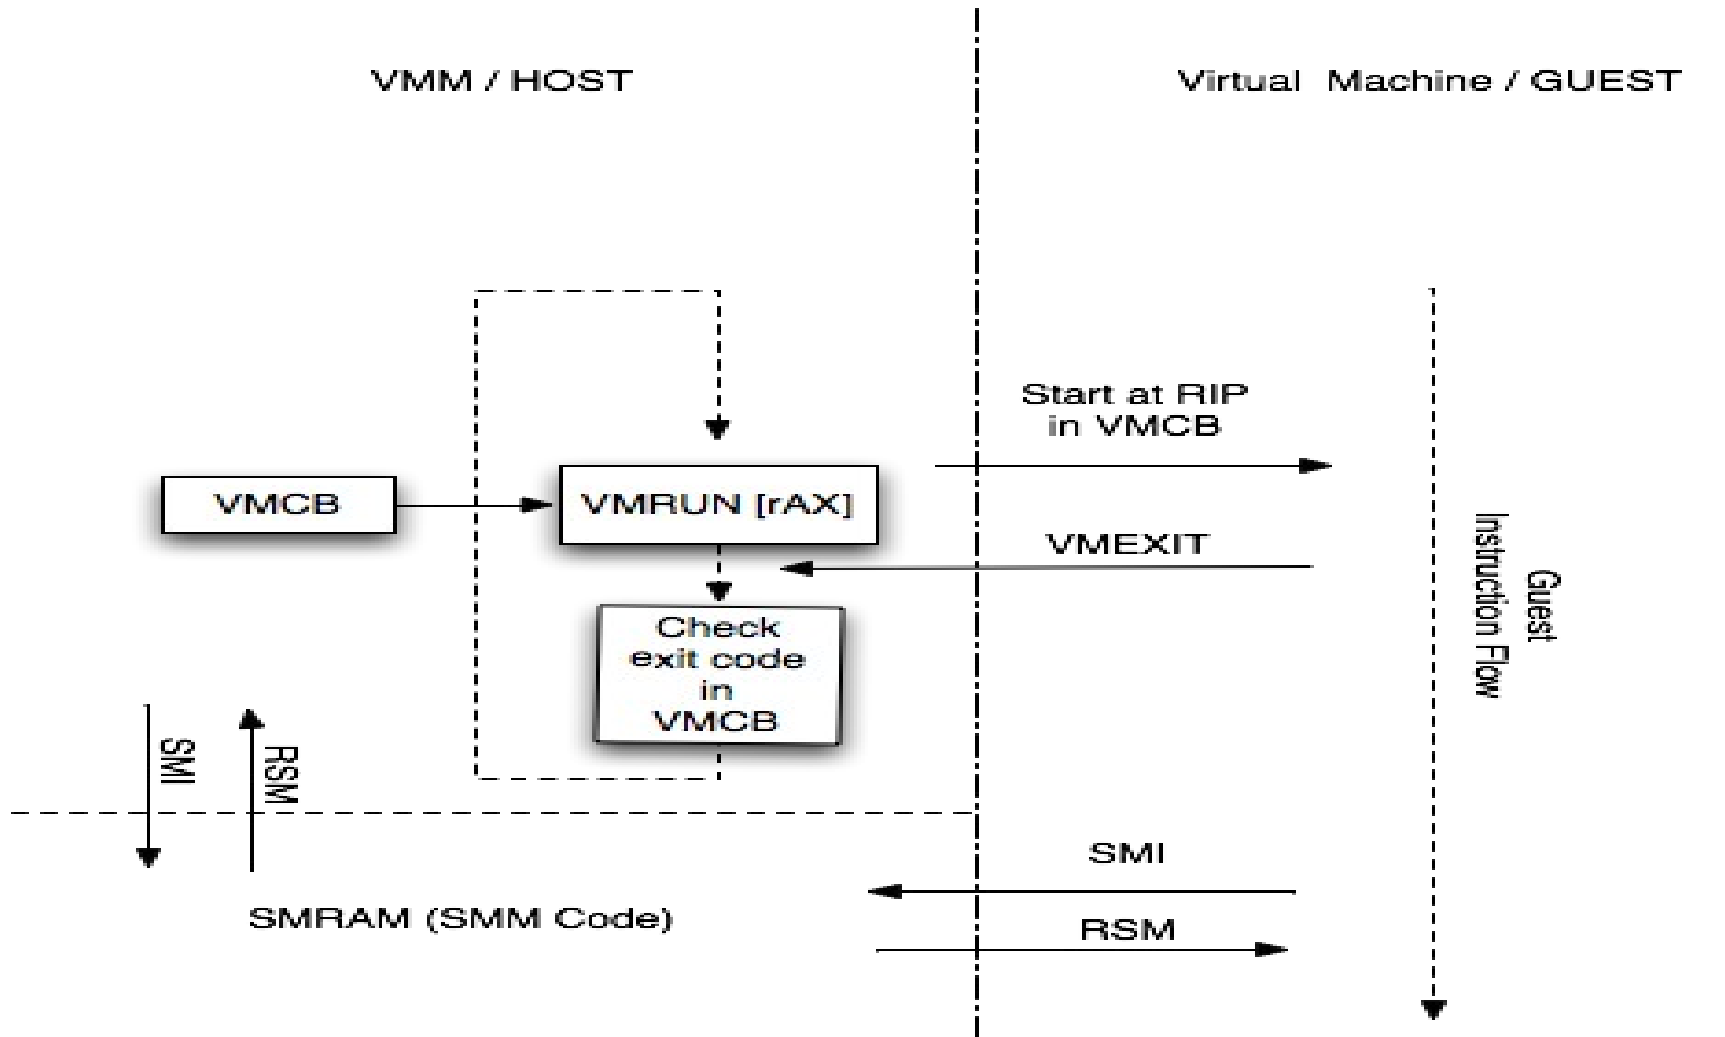 VMM / HOST
Virtual Machine / GUEST
Start at RIP
in VMCB
VMCB
VMRUN [rAX]
VMEXIT
Check
exit code
in
VMCB
Guest
Instruction Flow
SMI
RSM
SMI
SMRAM (SMM Code)
RSM